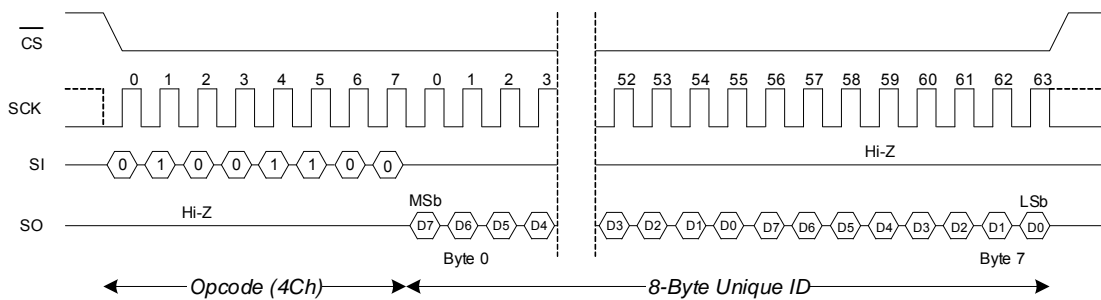 CS
0 1 2 3 4 5 6 7 0 1 2 3 52 53 54 55 56 57 58 59 60 61 62 63
SCK
SI 0 1 0 0 1 1 0 0 Hi-Z
Hi-Z MSb LSb
SO D7 D6 D5 D4 D3 D2 D1 D0 D7 D6 D5 D4 D3 D2 D1 D0
Byte 0 Byte 7
Opcode (4Ch) 8-Byte Unique ID